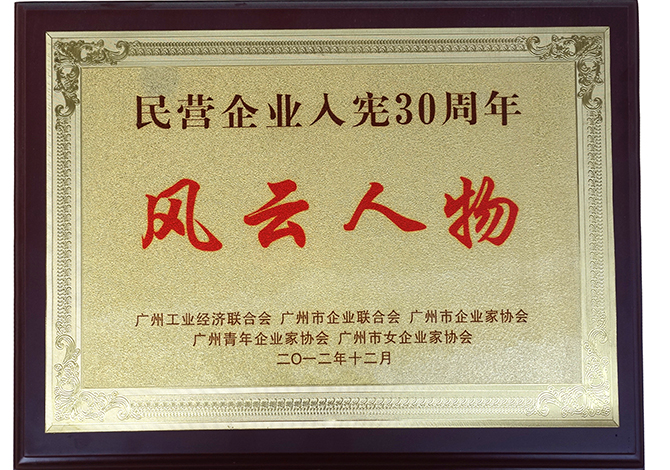 民营企业入宪30周年
风云人物
广州工业经济联合会 广州市企业联合会 广州市企业家协会
广州青年企业家协会 广州市女企业家协会
二〇一二年十二月